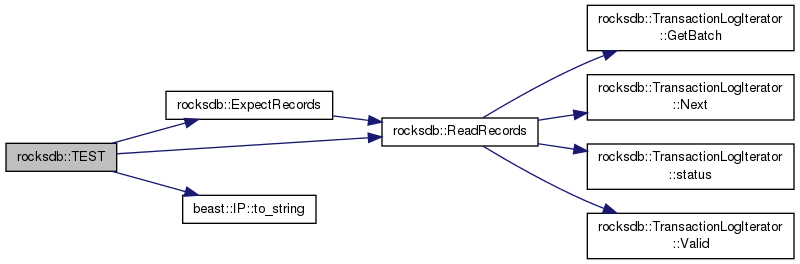 rocksdb::TEST
rocksdb::ExpectRecords
beast::IP::to_string
rocksdb::ReadRecords
rocksdb::TransactionLogIterator
::GetBatch
rocksdb::TransactionLogIterator
::Next
rocksdb::TransactionLogIterator
::status
rocksdb::TransactionLogIterator
::Valid